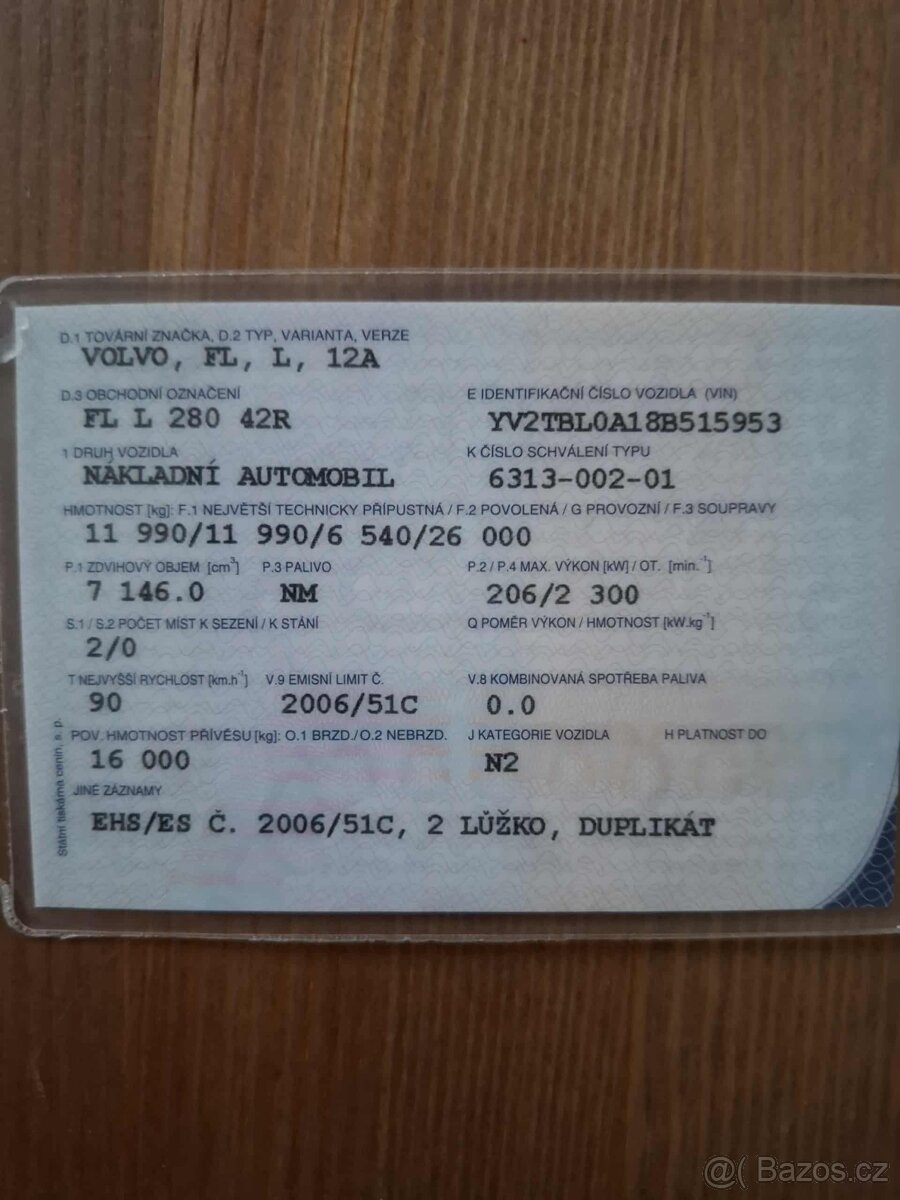 D.1 TOVÁRNÍ ZNAČKA, D.2 TYP, VARIANTA, VERZE
VOLVO, FL, L, 12A
D.3 OBCHODNÍ OZNAČENÍ E IDENTIFIKAČNÍ ČÍSLO VOZIDLA (VIN)
FL L 280 42R YV2TBL0A18B515953
1 DRUH VOZIDLA K ČÍSLO SCHVÁLENÍ TYPU
NÁKLADNÍ AUTOMOBIL 6313-002-01
HMOTNOST [kg]: F.1 NEJVĚTŠÍ TECHNICKY PŘÍPUSTNÁ / F.2 POVOLENÁ / G PROVOZNÍ / F.3 SOUPRAVY
11 990/11 990/6 540/26 000
P.1 ZDVIHOVÝ OBJEM [cm³] P.3 PALIVO P.2 / P.4 MAX. VÝKON [kW] / OT. [min.⁻¹]
7 146.0 NM 206/2 300
S.1 / S.2 POČET MÍST K SEZENÍ / K STÁNÍ Q POMĚR VÝKON / HMOTNOST [kW.kg⁻¹]
2/0
T NEJVYŠŠÍ RYCHLOST [km.h⁻¹] V.9 EMISNÍ LIMIT Č. V.8 KOMBINOVANÁ SPOTŘEBA PALIVA
90 2006/51C 0.0
POV. HMOTNOST PŘÍVĚSU [kg]: O.1 BRZD./O.2 NEBRZD. J KATEGORIE VOZIDLA H PLATNOST DO
16 000 N2
JINÉ ZÁZNAMY
EHS/ES Č. 2006/51C, 2 LŮŽKO, DUPLIKÁT
Státní tiskárna cenin, s. p.
@( Bazos.cz